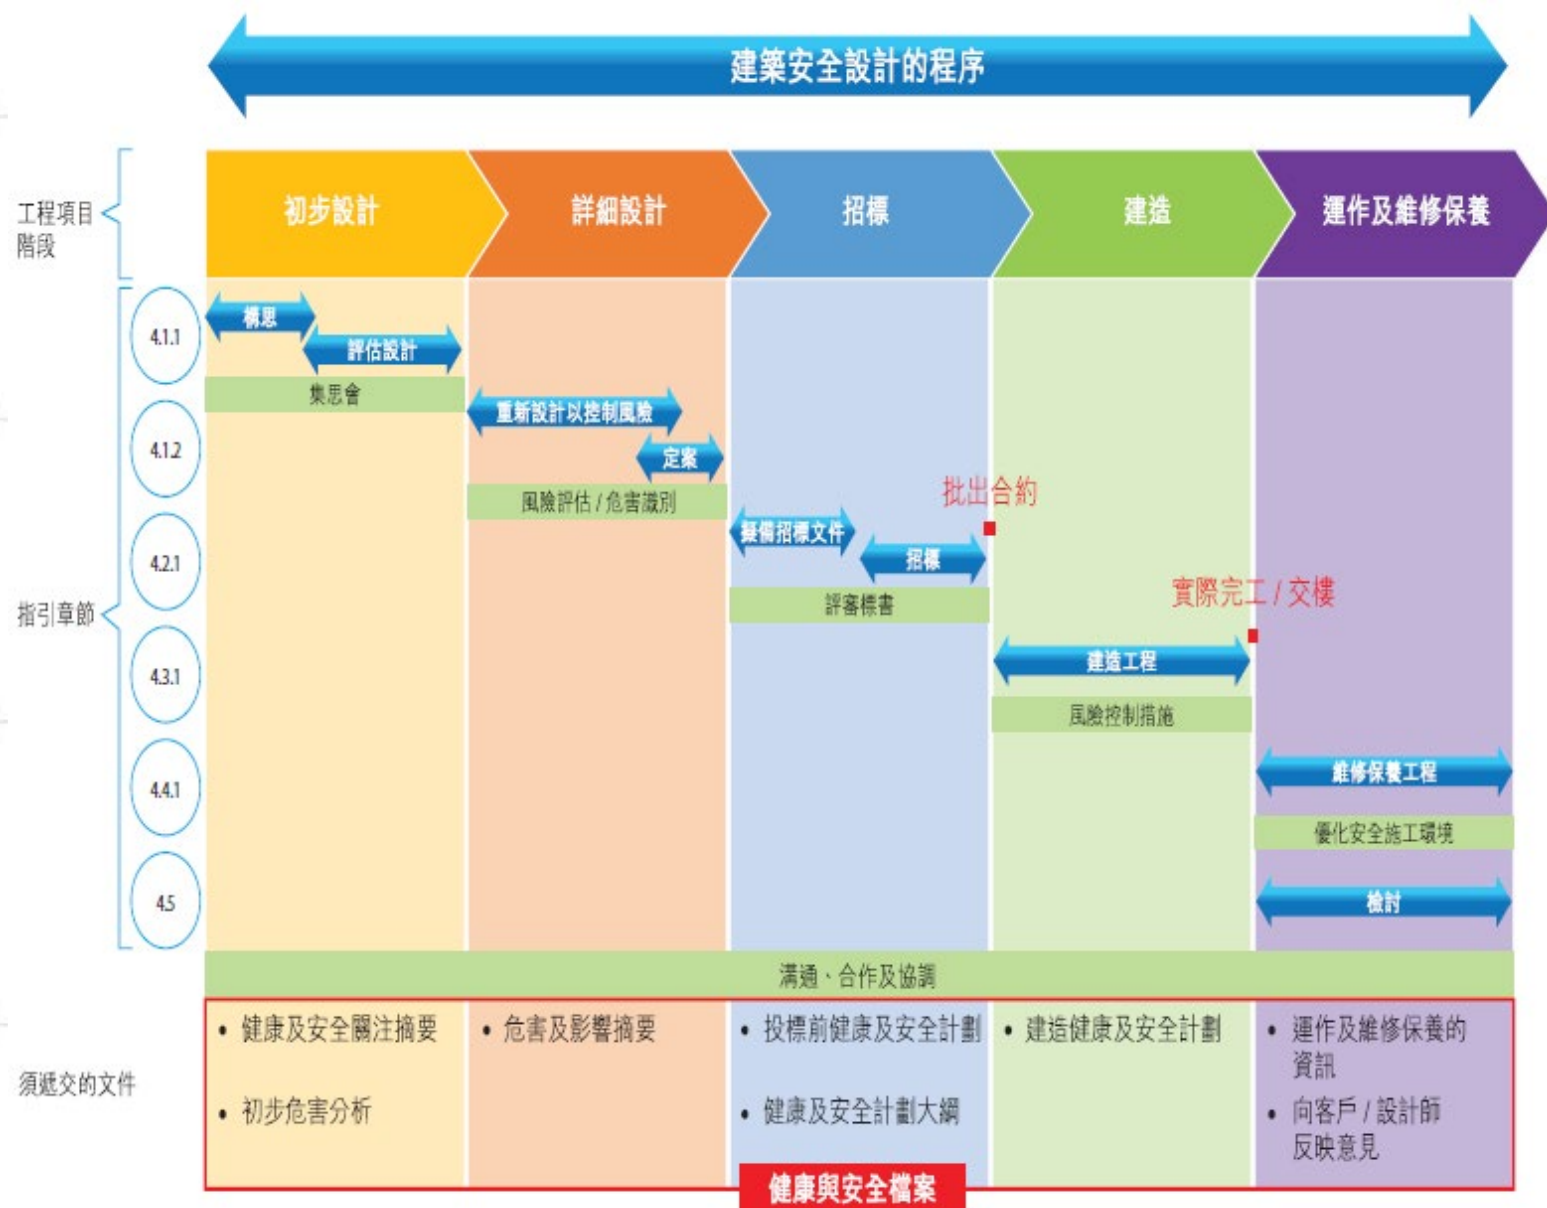 建築安全設計的程序
工程項目
階段
初步設計
詳細設計
招標
建造
運作及維修保養
指引章節
4.1.1
構思
評估設計
集思會
4.1.2
重新設計以控制風險
定案
風險評估 / 危害識別
4.2.1
擬備招標文件
招標
評審標書
批出合約
4.3.1
建造工程
風險控制措施
實際完工 / 交樓
4.4.1
維修保養工程
優化安全施工環境
4.5
檢討
溝通、合作及協調
須遞交的文件
• 健康及安全關注摘要
• 初步危害分析
• 危害及影響摘要
• 投標前健康及安全計劃
• 健康及安全計劃大綱
• 建造健康及安全計劃
• 運作及維修保養的
資訊
• 向客戶 / 設計師
反映意見
健康與安全檔案